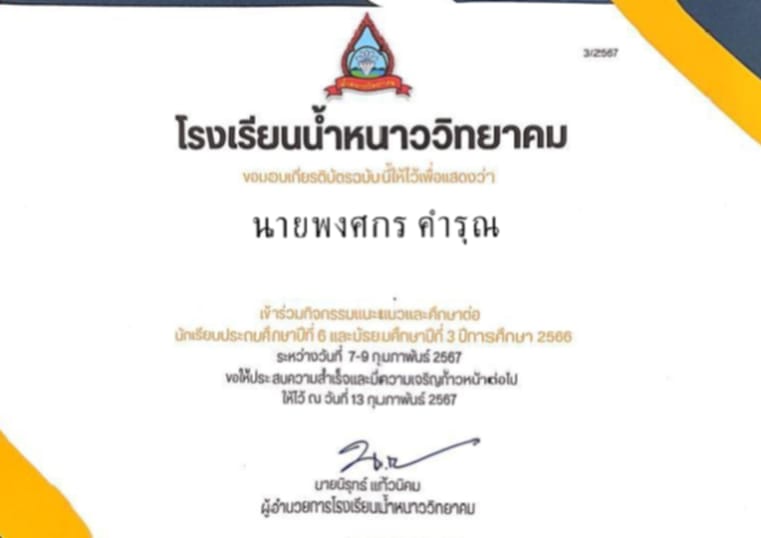 3/2567
โรงเรียนน้ำหนาววิทยาคม
ขอมอบเกียรติบัตรฉบับนี้ให้ไว้เพื่อแสดงว่า
นายพงศกร คำรุณ
เข้าร่วมกิจกรรมแนะแนวและศึกษาต่อ
นักเรียนประถมศึกษาปีที่ 6 และมัธยมศึกษาปีที่ 3 ปีการศึกษา 2566
ระหว่างวันที่ 7-9 กุมภาพันธ์ 2567
ขอให้ประสบความสำเร็จและมีความเจริญก้าวหน้าต่อไป
ให้ไว้ ณ วันที่ 13 กุมภาพันธ์ 2567
นายนิรุทธ์ แก้วนิคม
ผู้อำนวยการโรงเรียนน้ำหนาววิทยาคม